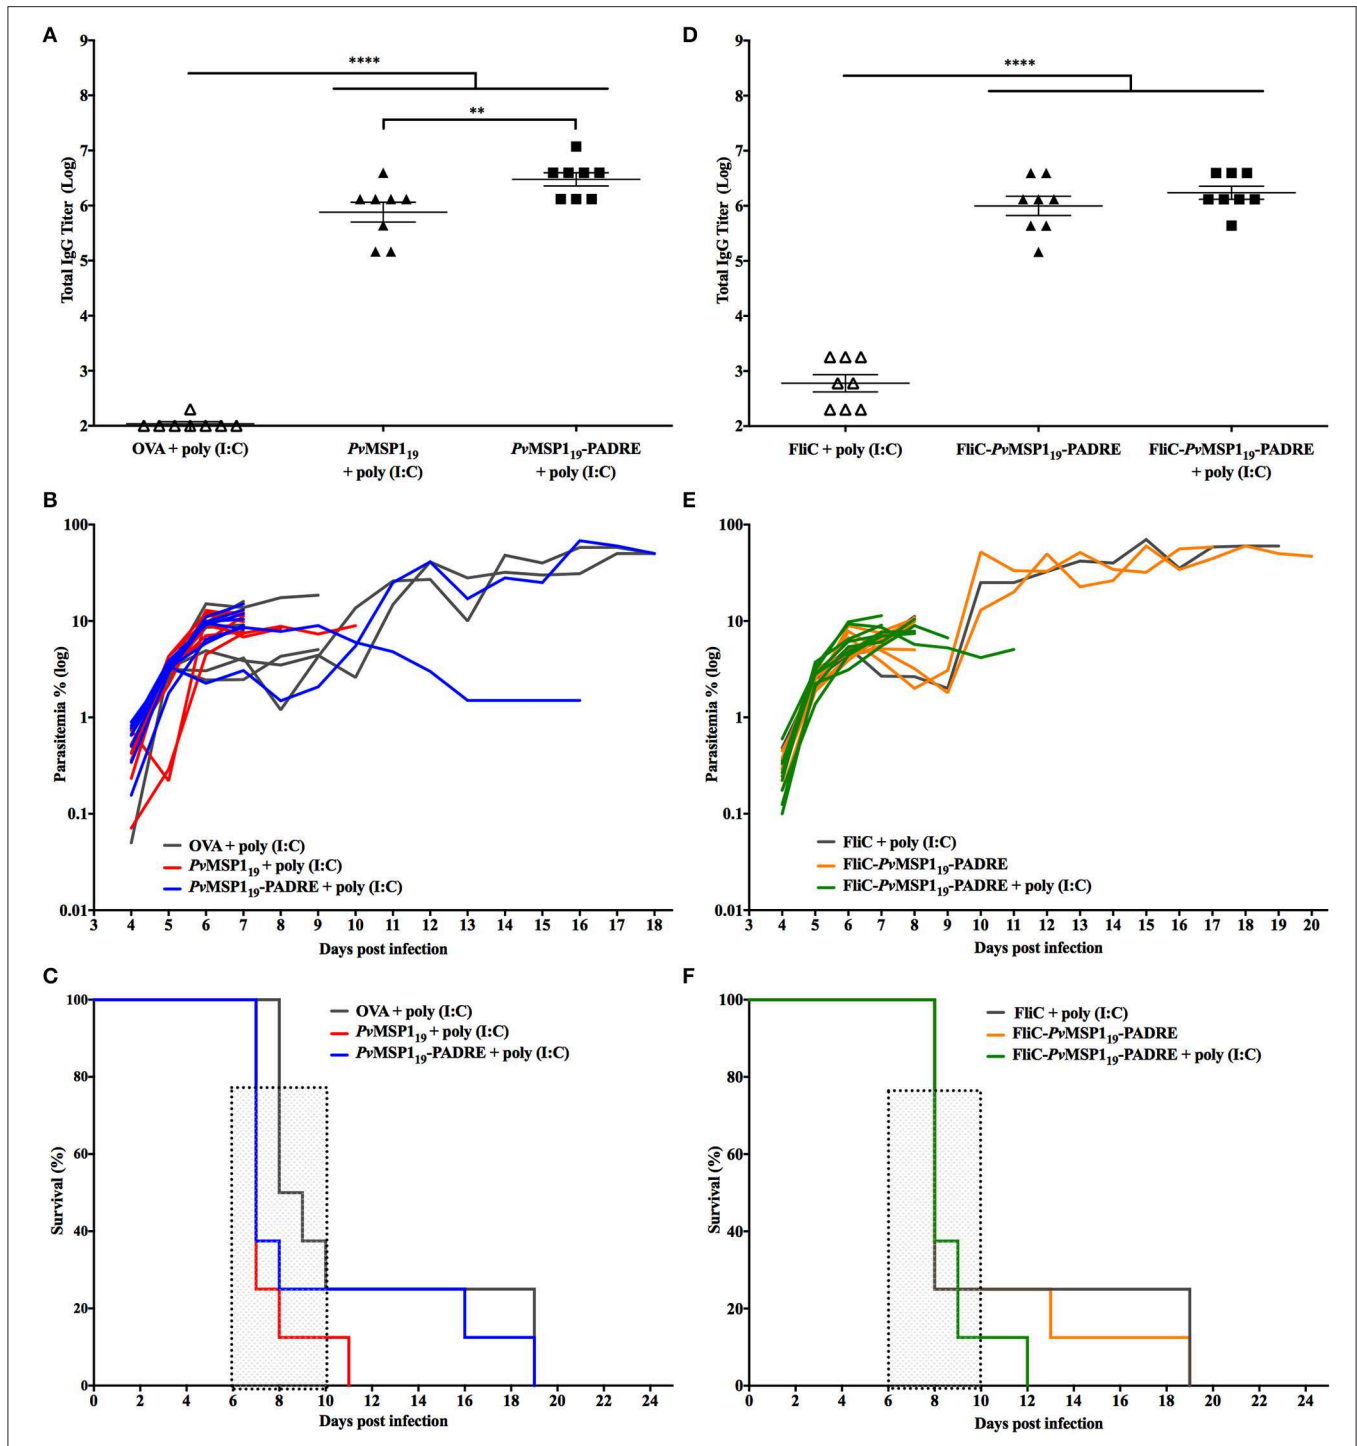 A
9
8
7
6
5
4
3
2
Total IgG Titer (Log)
****
**
OVA + poly (I:C)
PvMSP1₁₉
+ poly (I:C)
PvMSP1₁₉-PADRE
+ poly (I:C)
D
9
8
7
6
5
4
3
2
Total IgG Titer (Log)
****
FliC + poly (I:C)
FliC-PvMSP1₁₉-PADRE
FliC-PvMSP1₁₉-PADRE
+ poly (I:C)
B
100
10
1
0.1
0.01
Parasitemia % (log)
OVA + poly (I:C)
PvMSP1₁₉ + poly (I:C)
PvMSP1₁₉-PADRE + poly (I:C)
3 4 5 6 7 8 9 10 11 12 13 14 15 16 17 18
Days post infection
E
100
10
1
0.1
0.01
Parasitemia % (log)
FliC + poly (I:C)
FliC-PvMSP1₁₉-PADRE
FliC-PvMSP1₁₉-PADRE + poly (I:C)
3 4 5 6 7 8 9 10 11 12 13 14 15 16 17 18 19 20
Days post infection
C
100
80
60
40
20
0
Survival (%)
OVA + poly (I:C)
PvMSP1₁₉ + poly (I:C)
PvMSP1₁₉-PADRE + poly (I:C)
0 2 4 6 8 10 12 14 16 18 20 22 24
Days post infection
F
100
80
60
40
20
0
Survival (%)
FliC + poly (I:C)
FliC-PvMSP1₁₉-PADRE
FliC-PvMSP1₁₉-PADRE + poly (I:C)
0 2 4 6 8 10 12 14 16 18 20 22 24
Days post infection